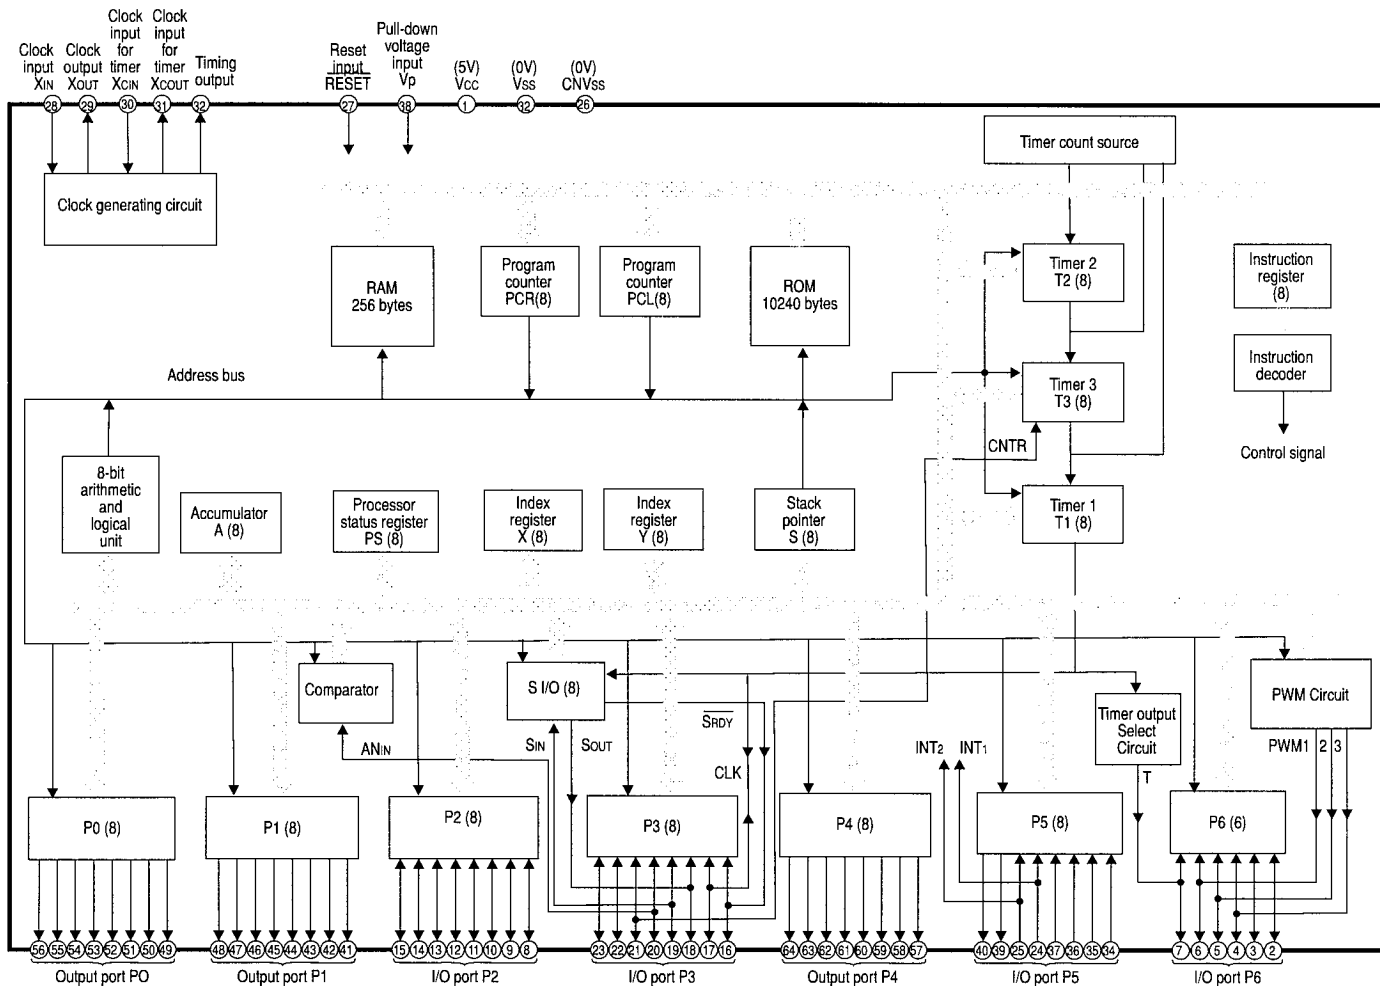 Clock
input
XIN
Clock
output
XOUT
Clock
input
for
timer
XCIN
Clock
input
for
timer
XCOUT
Timing
output
Reset
input
RESET
Pull-down
voltage
input
VP
(5V)
VCC
(0V)
VSS
(0V)
CNVSS
28 29 30 31 32 27 38 1 32 26
Clock generating circuit
Timer count source
RAM
256 bytes
Program
counter
PCR(8)
Program
counter
PCL(8)
ROM
10240 bytes
Timer 2
T2 (8)
Instruction
register
(8)
Address bus
Timer 3
T3 (8)
Instruction
decoder
CNTR
Control signal
8-bit
arithmetic
and
logical
unit
Accumulator
A (8)
Processor
status register
PS (8)
Index
register
X (8)
Index
register
Y (8)
Stack
pointer
S (8)
Timer 1
T1 (8)
Comparator
S I/O (8)
PWM Circuit
Timer output
Select
Circuit
ANIN
SIN
SOUT
SRDY
CLK
INT2
INT1
T
PWM1 2 3
P0 (8)
P1 (8)
P2 (8)
P3 (8)
P4 (8)
P5 (8)
P6 (6)
56 55 54 53 52 51 50 49
48 47 46 45 44 43 42 41
15 14 13 12 11 10 9 8
23 22 21 20 19 18 17 16
64 63 62 61 60 59 58 57
40 39 25 24 37 36 35 34
7 6 5 4 3 2
Output port PO
Output port P1
I/O port P2
I/O port P3
Output port P4
I/O port P5
I/O port P6